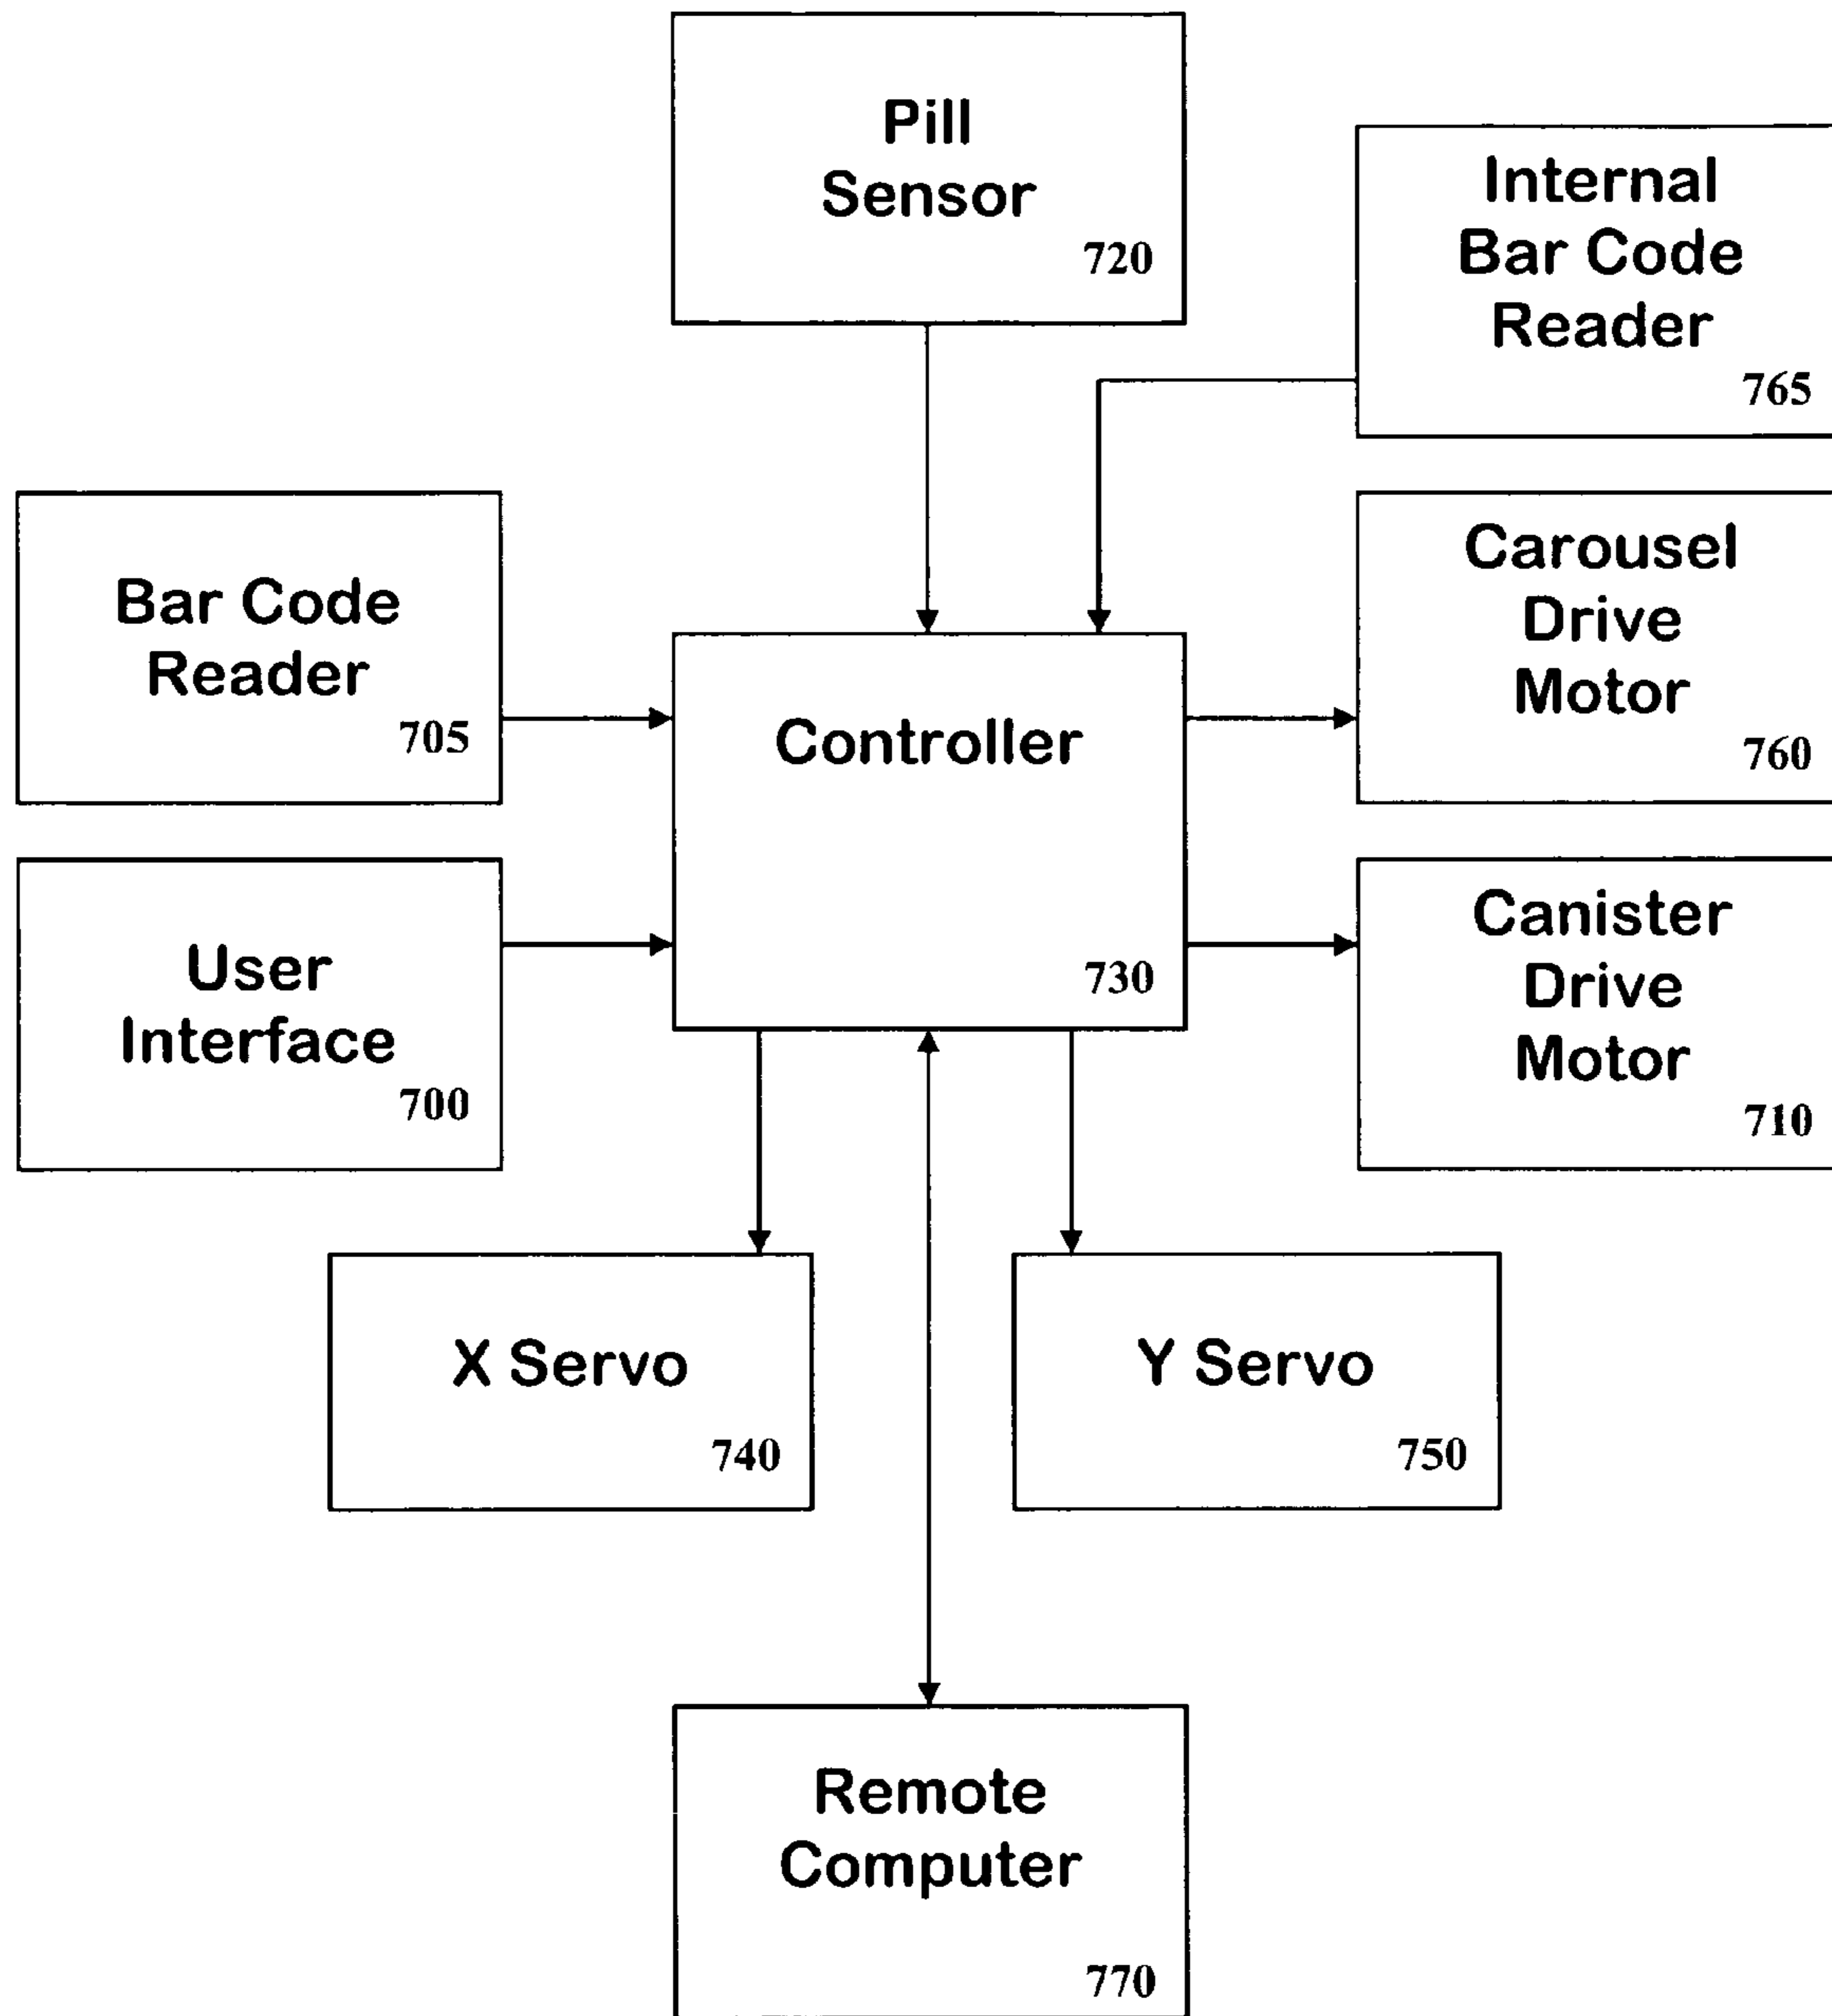 Pill
Sensor
720
Internal
Bar Code
Reader
765
Bar Code
Reader
705
Controller
730
Carousel
Drive
Motor
760
User
Interface
700
Canister
Drive
Motor
710
X Servo
740
Y Servo
750
Remote
Computer
770